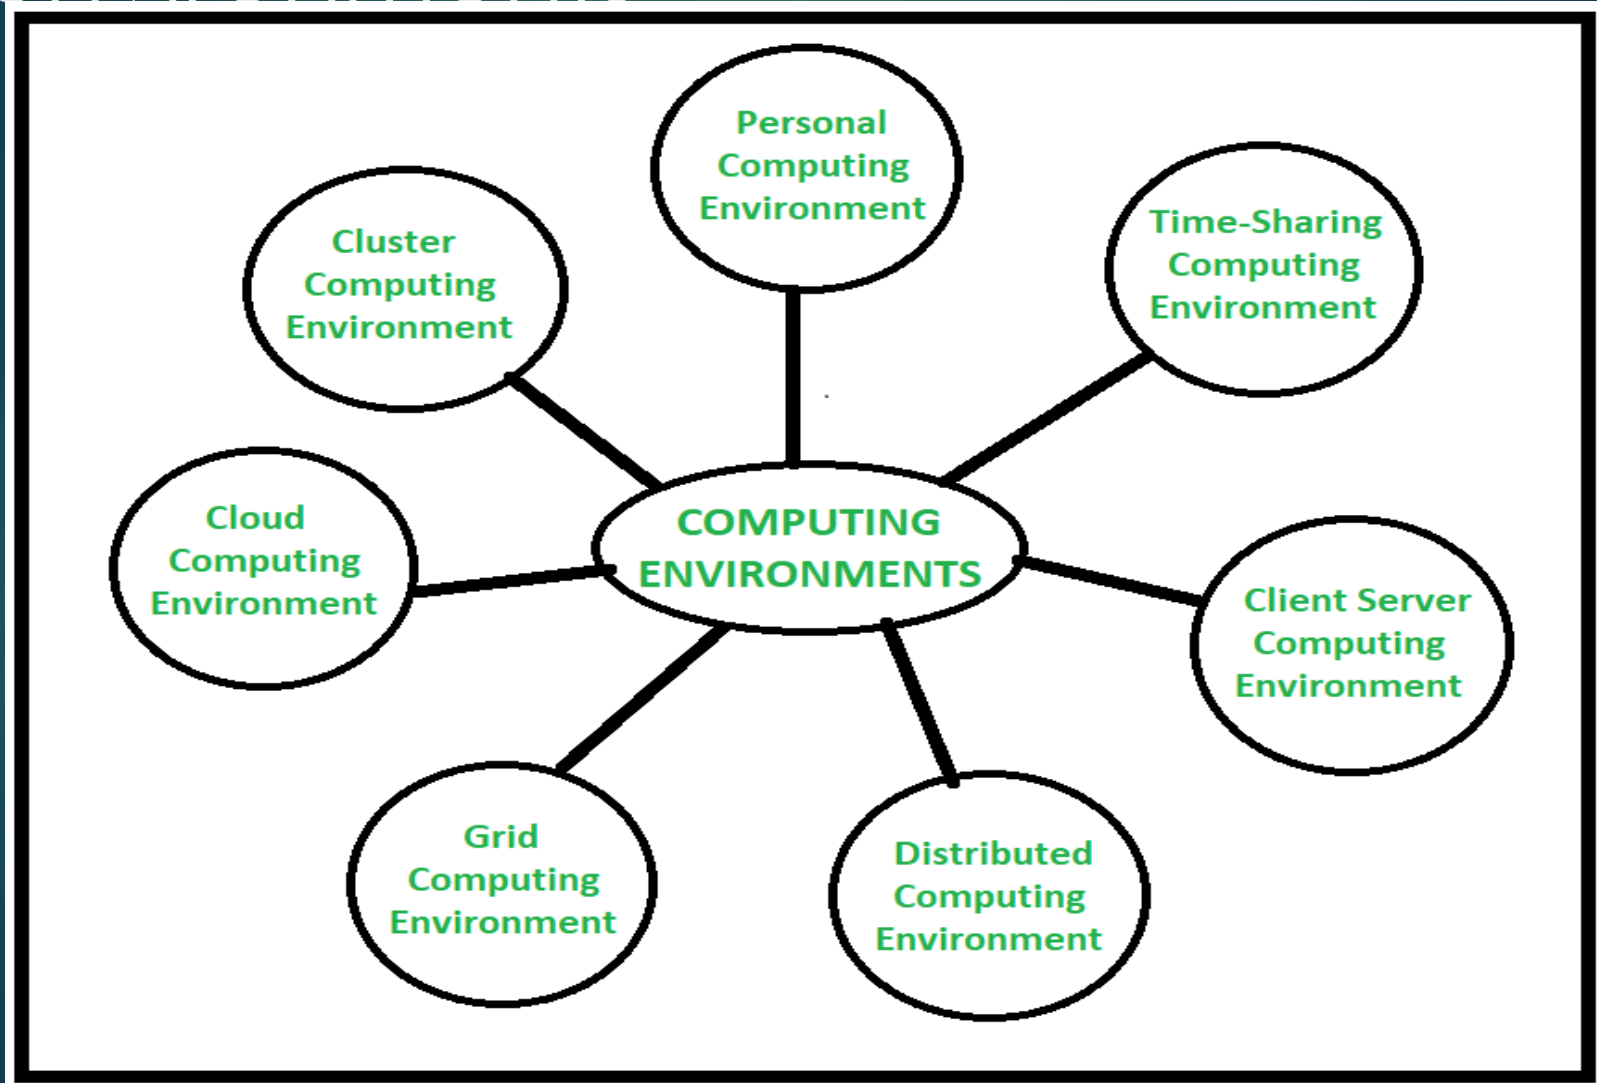 Personal
Computing
Environment
Time-Sharing
Computing
Environment
Cluster
Computing
Environment
COMPUTING
ENVIRONMENTS
Cloud
Computing
Environment
Client Server
Computing
Environment
Grid
Computing
Environment
Distributed
Computing
Environment